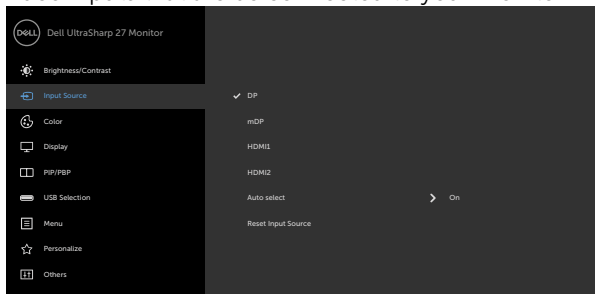 DELL
Dell UltraSharp 27 Monitor
Brightness/Contrast
Input Source
Color
Display
PIP/PBP
USB Selection
Menu
Personalize
Others
DP
mDP
HDMI1
HDMI2
Auto select On
Reset Input Source